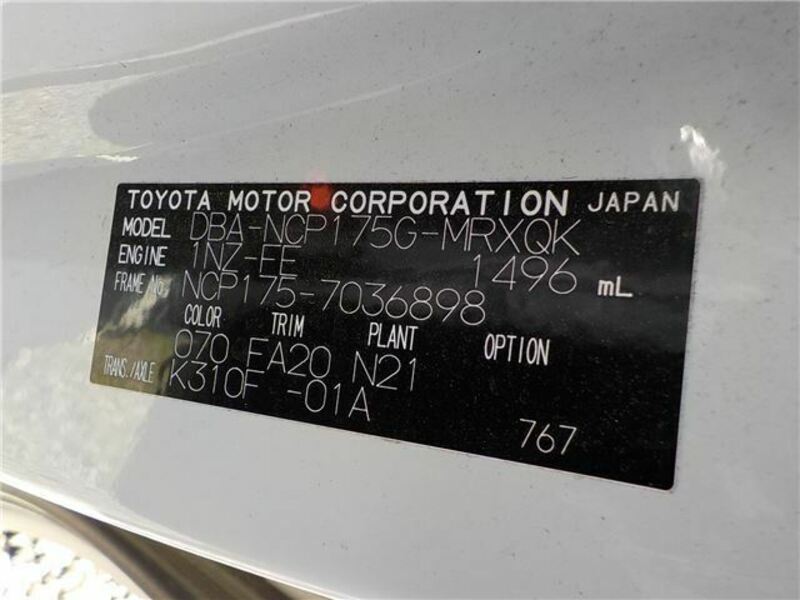 TOYOTA MOTOR CORPORATION JAPAN
MODEL DBA-NCP175G-MRXQK
ENGINE 1NZ-FE 1496 mL
FRAME No. NCP175-7036898
COLOR TRIM PLANT OPTION
070 FA20 N21
TRANS./AXLE K310F -01A
767